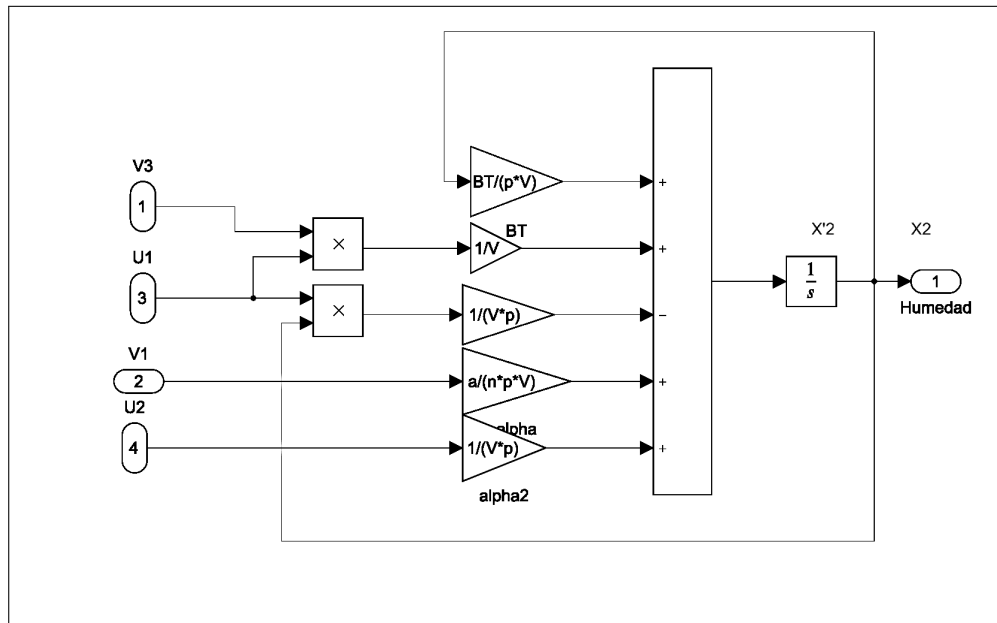 V3
1
U1
3
V1
2
U2
4
×
×
BT/(p*V)
BT
1/V
1/(V*p)
a/(n*p*V)
alpha
1/(V*p)
alpha2
+
+
−
+
+
X'2
1
s
X2
1
Humedad